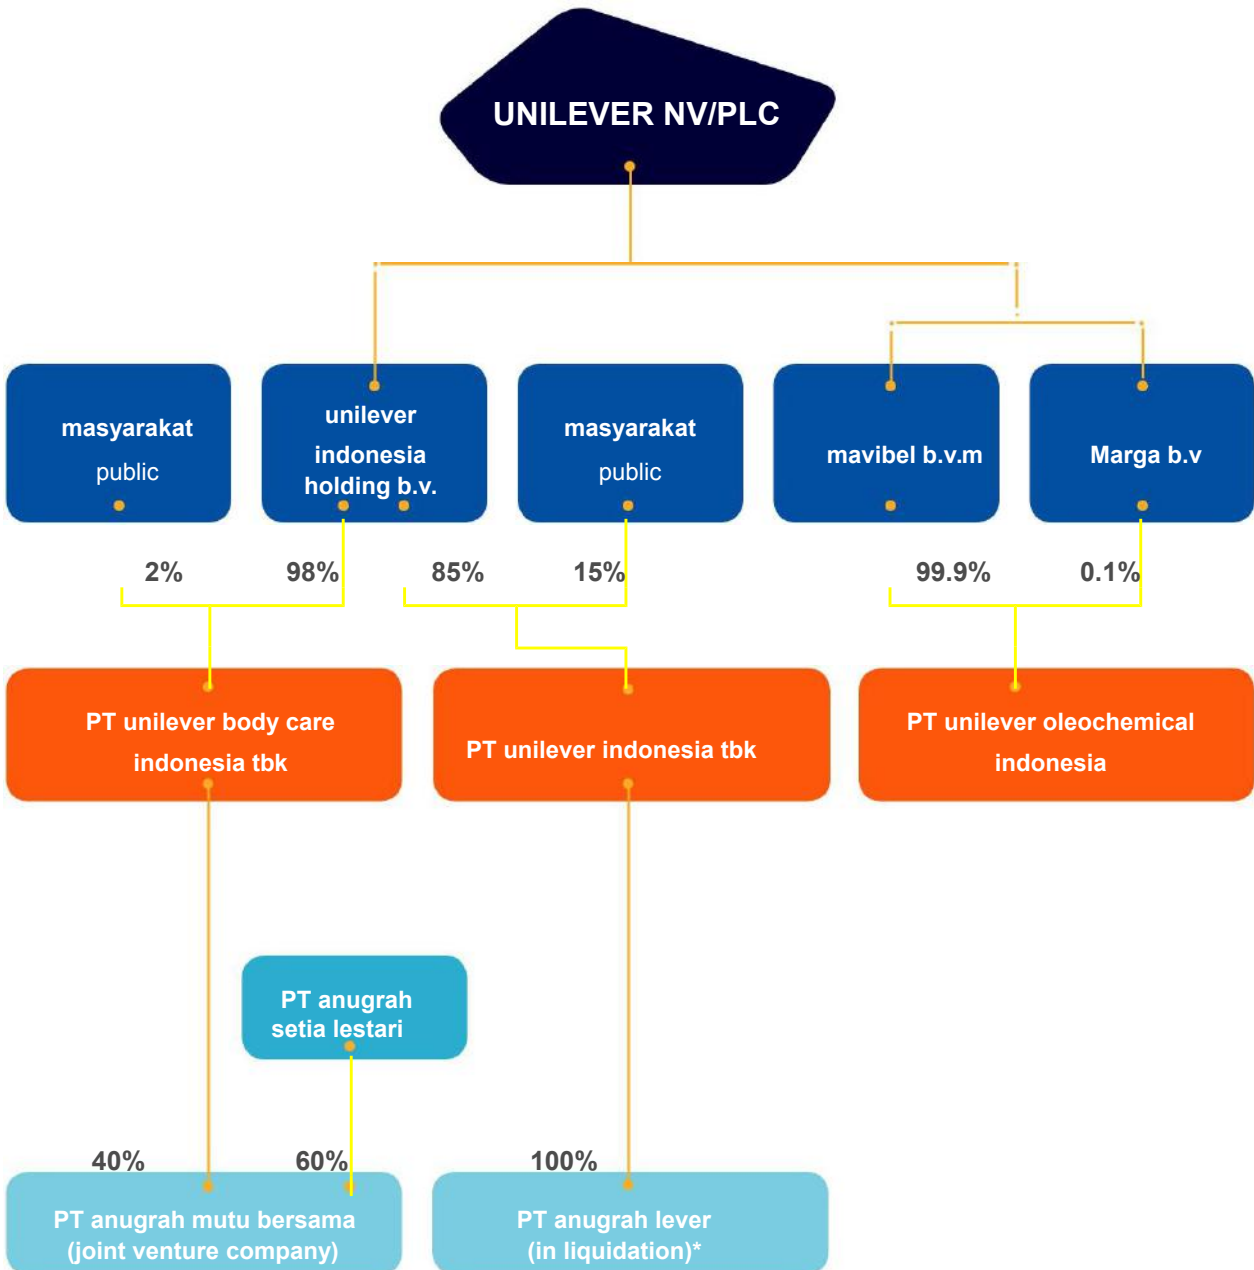 UNILEVER NV/PLC
masyarakat
public
unilever
indonesia
holding b.v.
masyarakat
public
mavibel b.v.m
Marga b.v
2%
98%
85%
15%
99.9%
0.1%
PT unilever body care
indonesia tbk
PT unilever indonesia tbk
PT unilever oleochemical
indonesia
PT anugrah
setia lestari
40%
60%
100%
PT anugrah mutu bersama
(joint venture company)
PT anugrah lever
(in liquidation)*